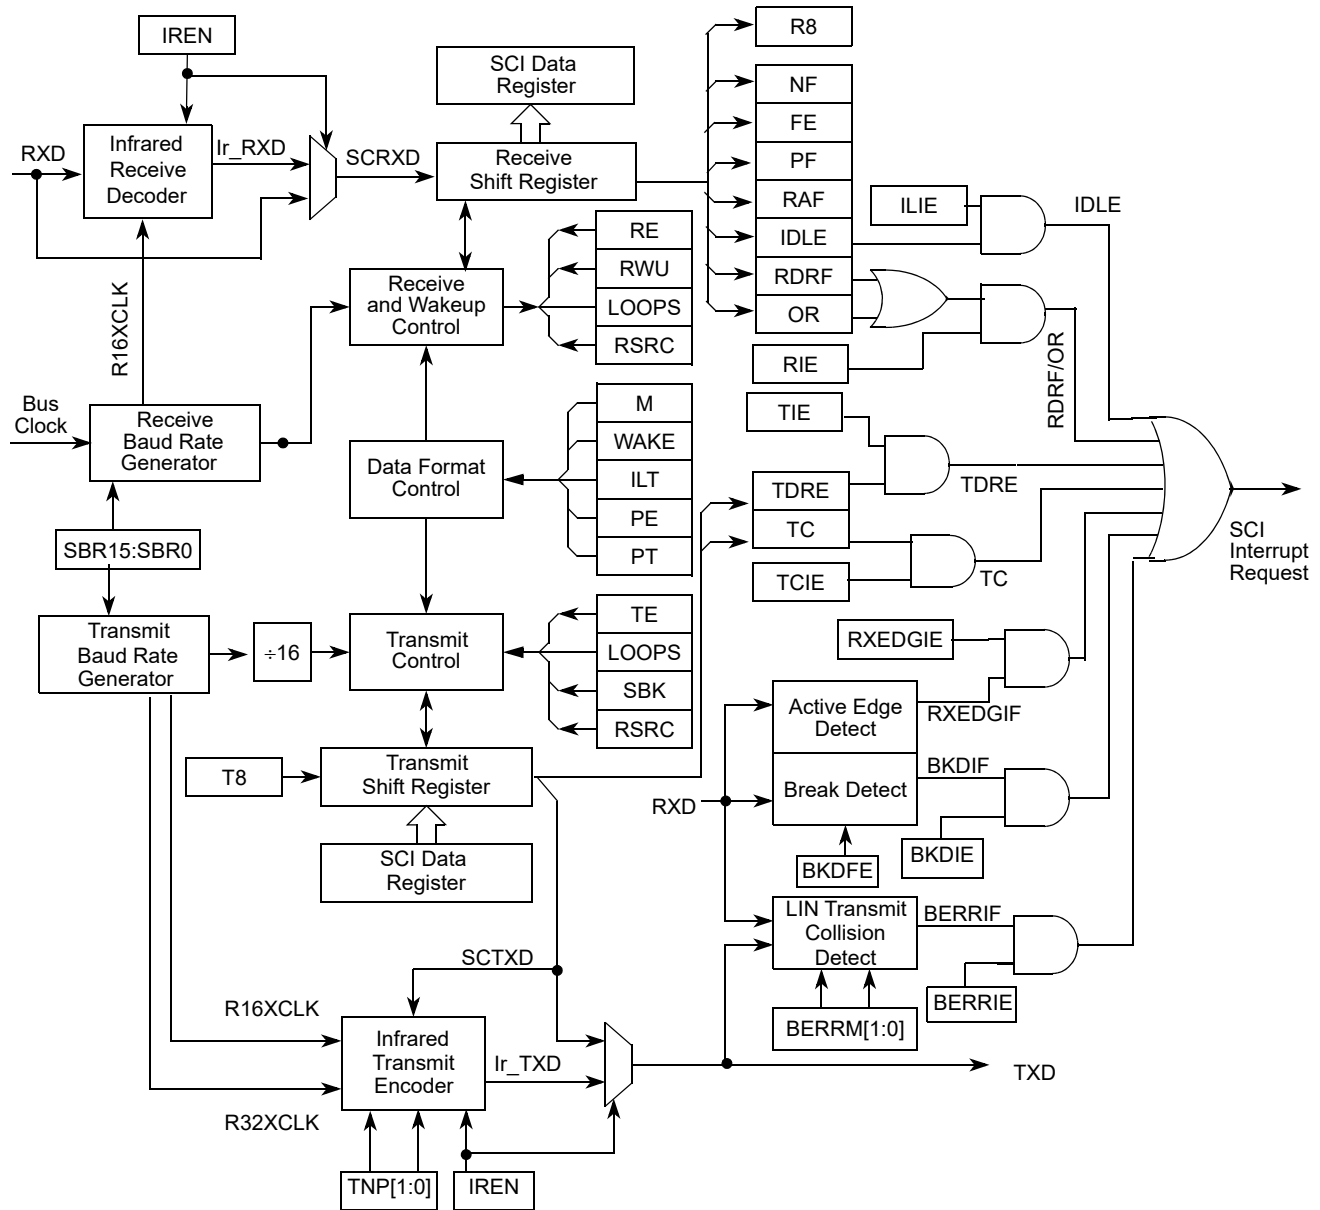 IREN
SCI Data
Register
R8
NF
FE
PF
RAF
IDLE
RDRF
OR
RXD
Infrared
Receive
Decoder
Ir_RXD
SCRXD
Receive
Shift Register
ILIE
IDLE
RE
RWU
LOOPS
RSRC
Receive
and Wakeup
Control
R16XCLK
RIE
RDRF/OR
Bus
Clock
Receive
Baud Rate
Generator
M
WAKE
ILT
PE
PT
Data Format
Control
TIE
TDRE
TC
TCIE
TDRE
TC
SCI
Interrupt
Request
SBR15:SBR0
Transmit
Baud Rate
Generator
÷16
Transmit
Control
TE
LOOPS
SBK
RSRC
RXEDGIE
Active Edge
Detect
RXEDGIF
Break Detect
BKDIF
RXD
BKDIE
BKDFE
T8
Transmit
Shift Register
SCI Data
Register
LIN Transmit
Collision
Detect
BERRIF
BERRIE
BERRM[1:0]
SCTXD
R16XCLK
Infrared
Transmit
Encoder
Ir_TXD
TXD
R32XCLK
TNP[1:0]
IREN